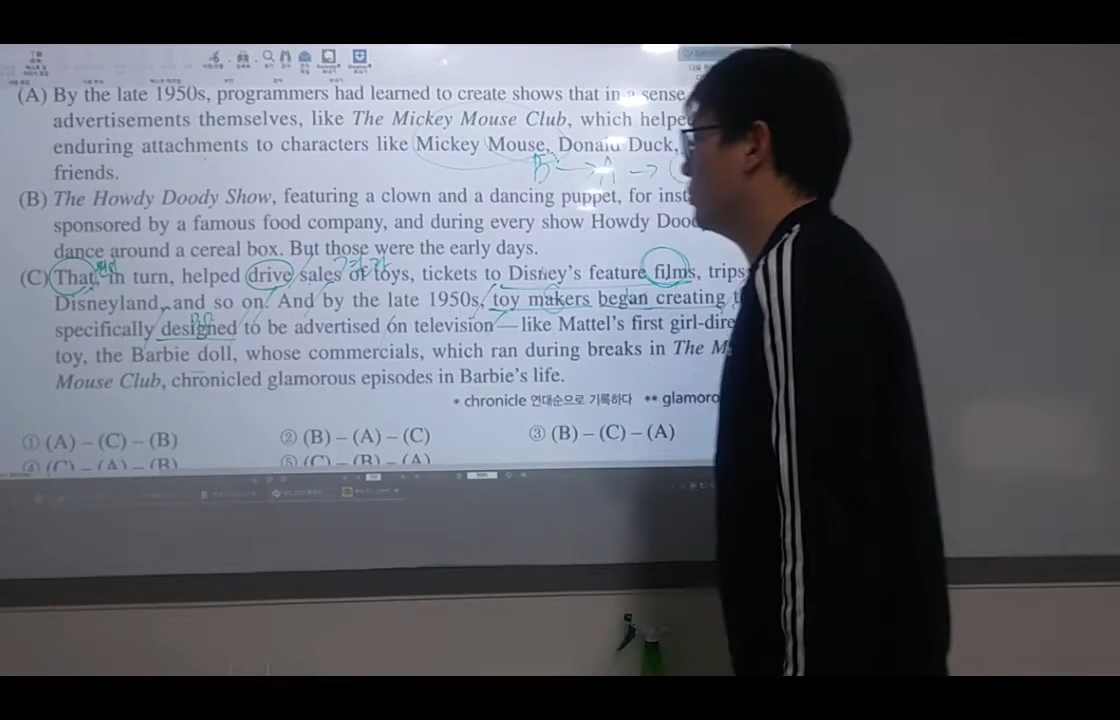 (A) By the late 1950s, programmers had learned to create shows that in a sense
advertisements themselves, like The Mickey Mouse Club, which helped
enduring attachments to characters like Mickey Mouse, Donald Duck,
friends.
B → A →
(B) The Howdy Doody Show, featuring a clown and a dancing puppet, for inst
sponsored by a famous food company, and during every show Howdy Dood
dance around a cereal box. But those were the early days.
(C) That, in turn, helped drive sales of toys, tickets to Disney's feature films, trips
Disneyland, and so on. And by the late 1950s, toy makers began creating t
specifically designed to be advertised on television—like Mattel's first girl-dire
toy, the Barbie doll, whose commercials, which ran during breaks in The M
Mouse Club, chronicled glamorous episodes in Barbie's life.
* chronicle 연대순으로 기록하다 ** glamoro
① (A) – (C) – (B)
② (B) – (A) – (C)
③ (B) – (C) – (A)
④ (C) – (A) – (B)
⑤ (C) – (B) – (A)